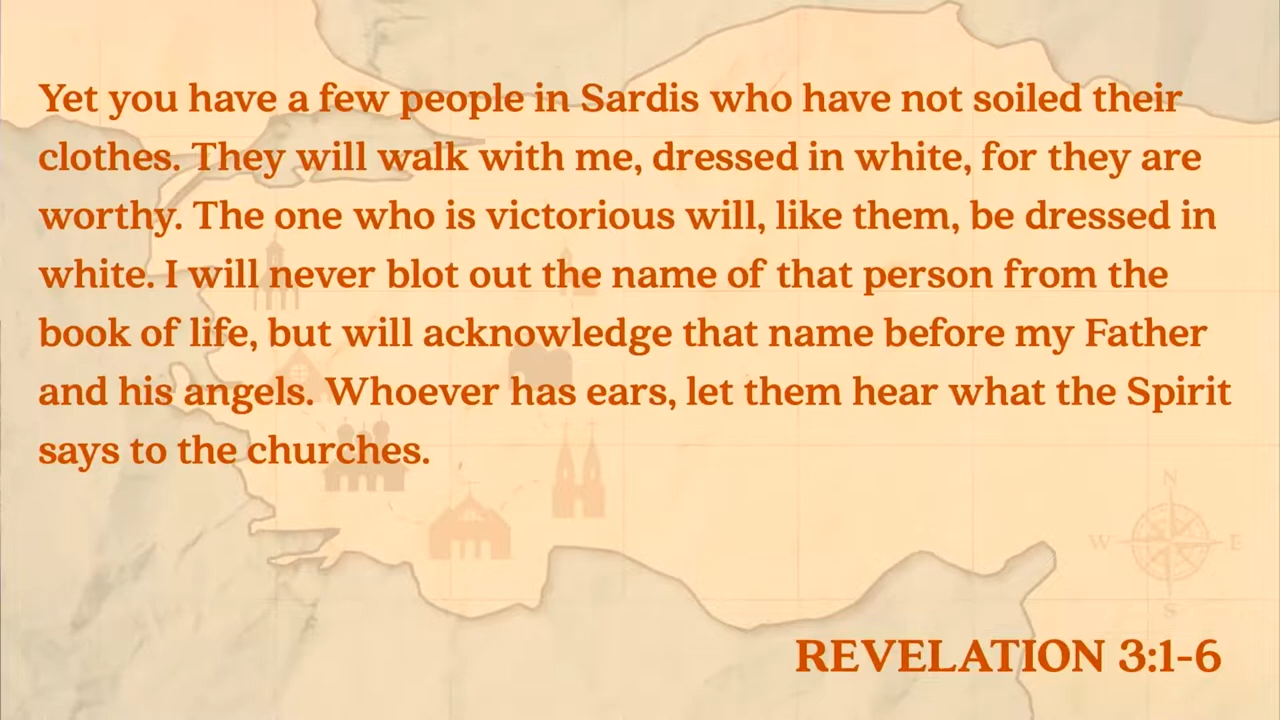 Yet you have a few people in Sardis who have not soiled their
clothes. They will walk with me, dressed in white, for they are
worthy. The one who is victorious will, like them, be dressed in
white. I will never blot out the name of that person from the
book of life, but will acknowledge that name before my Father
and his angels. Whoever has ears, let them hear what the Spirit
says to the churches.
N
W E
S
REVELATION 3:1-6